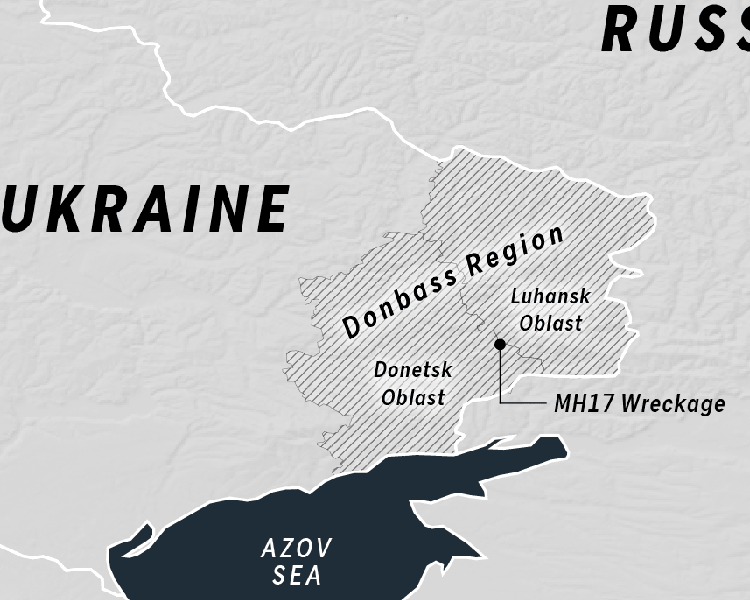 RUSS
UKRAINE
Donbass Region
Luhansk
Oblast
Donetsk
Oblast
MH17 Wreckage
AZOV
SEA